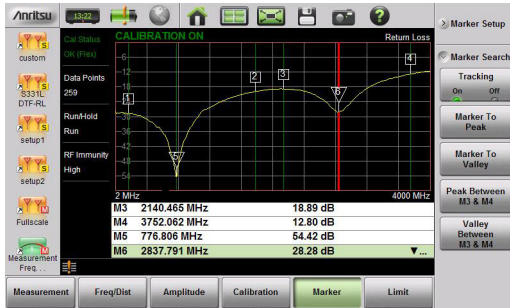 Anritsu
13:22
Marker Setup
custom
Cal Status
OK (Flex)
CALIBRATION ON
Return Loss
Marker Search
S331L
DTF-RL
Data Points
259
Tracking
On Off
-6
-12
-18
1
2
3
4
5
6
setup1
Run/Hold
Run
Marker To
Peak
setup2
RF Immunity
High
-54
Marker To
Valley
2 MHz
4000 MHz
Peak Between
M3 & M4
Fullscale
M3 2140.465 MHz 18.89 dB
M4 3752.062 MHz 12.80 dB
M5 776.806 MHz 54.42 dB
M6 2837.791 MHz 28.28 dB ▼...
Valley
Between
M3 & M4
Measurement
Freq. . .
Measurement
Freq/Dist
Amplitude
Calibration
Marker
Limit